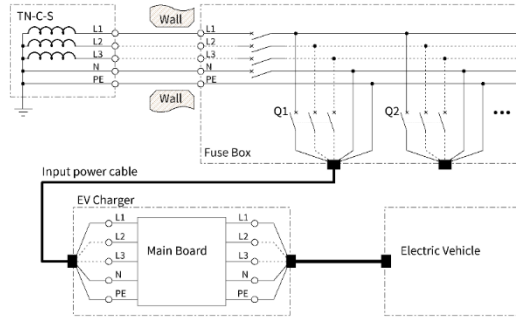 TN-C-S
L1
L2
L3
N
PE
Wall
Wall
L1
L2
L3
N
PE
Q1
Q2
Fuse Box
Input power cable
EV Charger
L1
L2
L3
N
PE
Main Board
L1
L2
L3
N
PE
Electric Vehicle